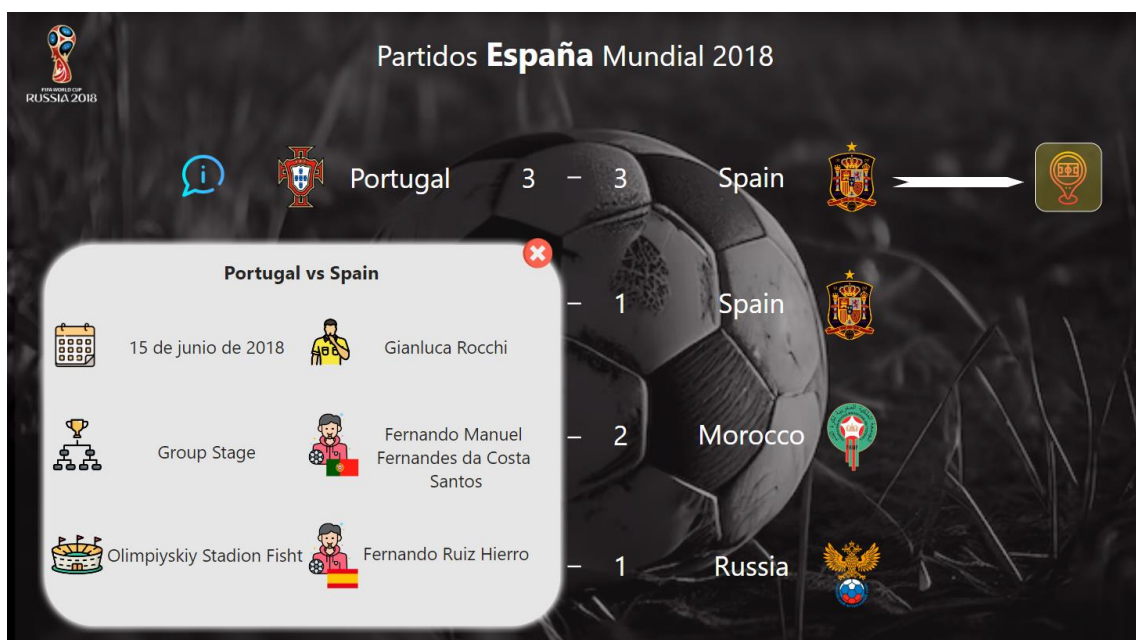 Partidos España Mundial 2018
FIFA WORLD CUP
RUSSIA 2018
Portugal 3 – 3 Spain
Portugal vs Spain
15 de junio de 2018
Gianluca Rocchi
Group Stage
Fernando Manuel
Fernandes da Costa
Santos
Olimpiyskiy Stadion Fisht
Fernando Ruiz Hierro
– 1 Spain
– 2 Morocco
– 1 Russia